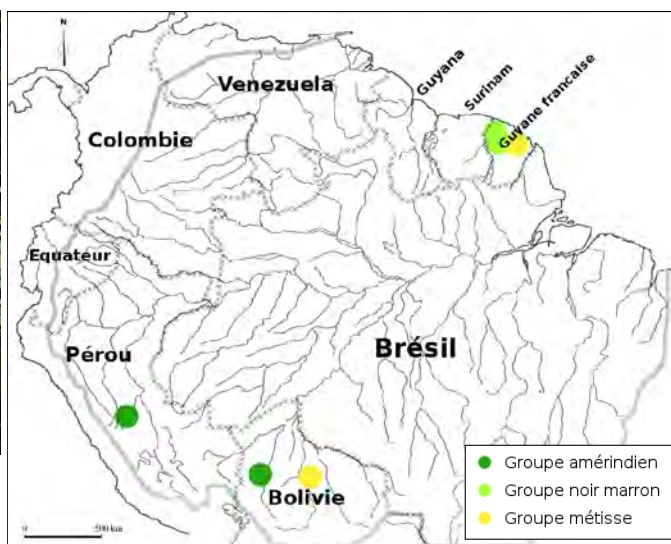 N
Venezuela
Guyana
Surinam
Guyane francaise
Colombie
Equateur
Pérou
Brésil
Bolivie
0 500 km
Groupe amérindien
Groupe noir marron
Groupe métisse